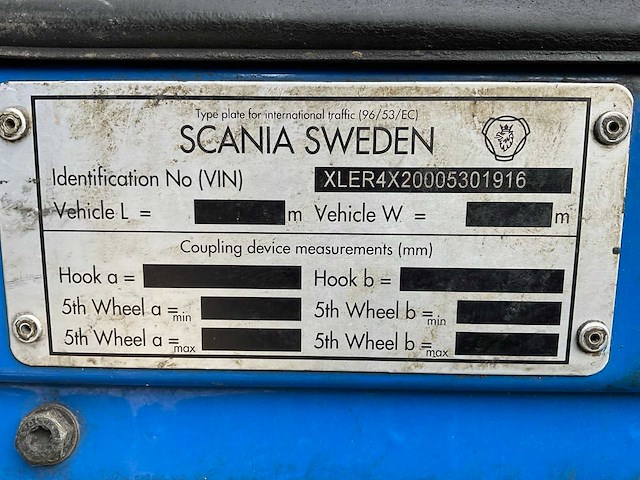 Type plate for international traffic (96/53/EC)
SCANIA SWEDEN
Identification No (VIN) XLER4X20005301916
Vehicle L = m Vehicle W = m
Coupling device measurements (mm)
Hook a = Hook b =
5th Wheel a =min 5th Wheel b =min
5th Wheel a =max 5th Wheel b =max